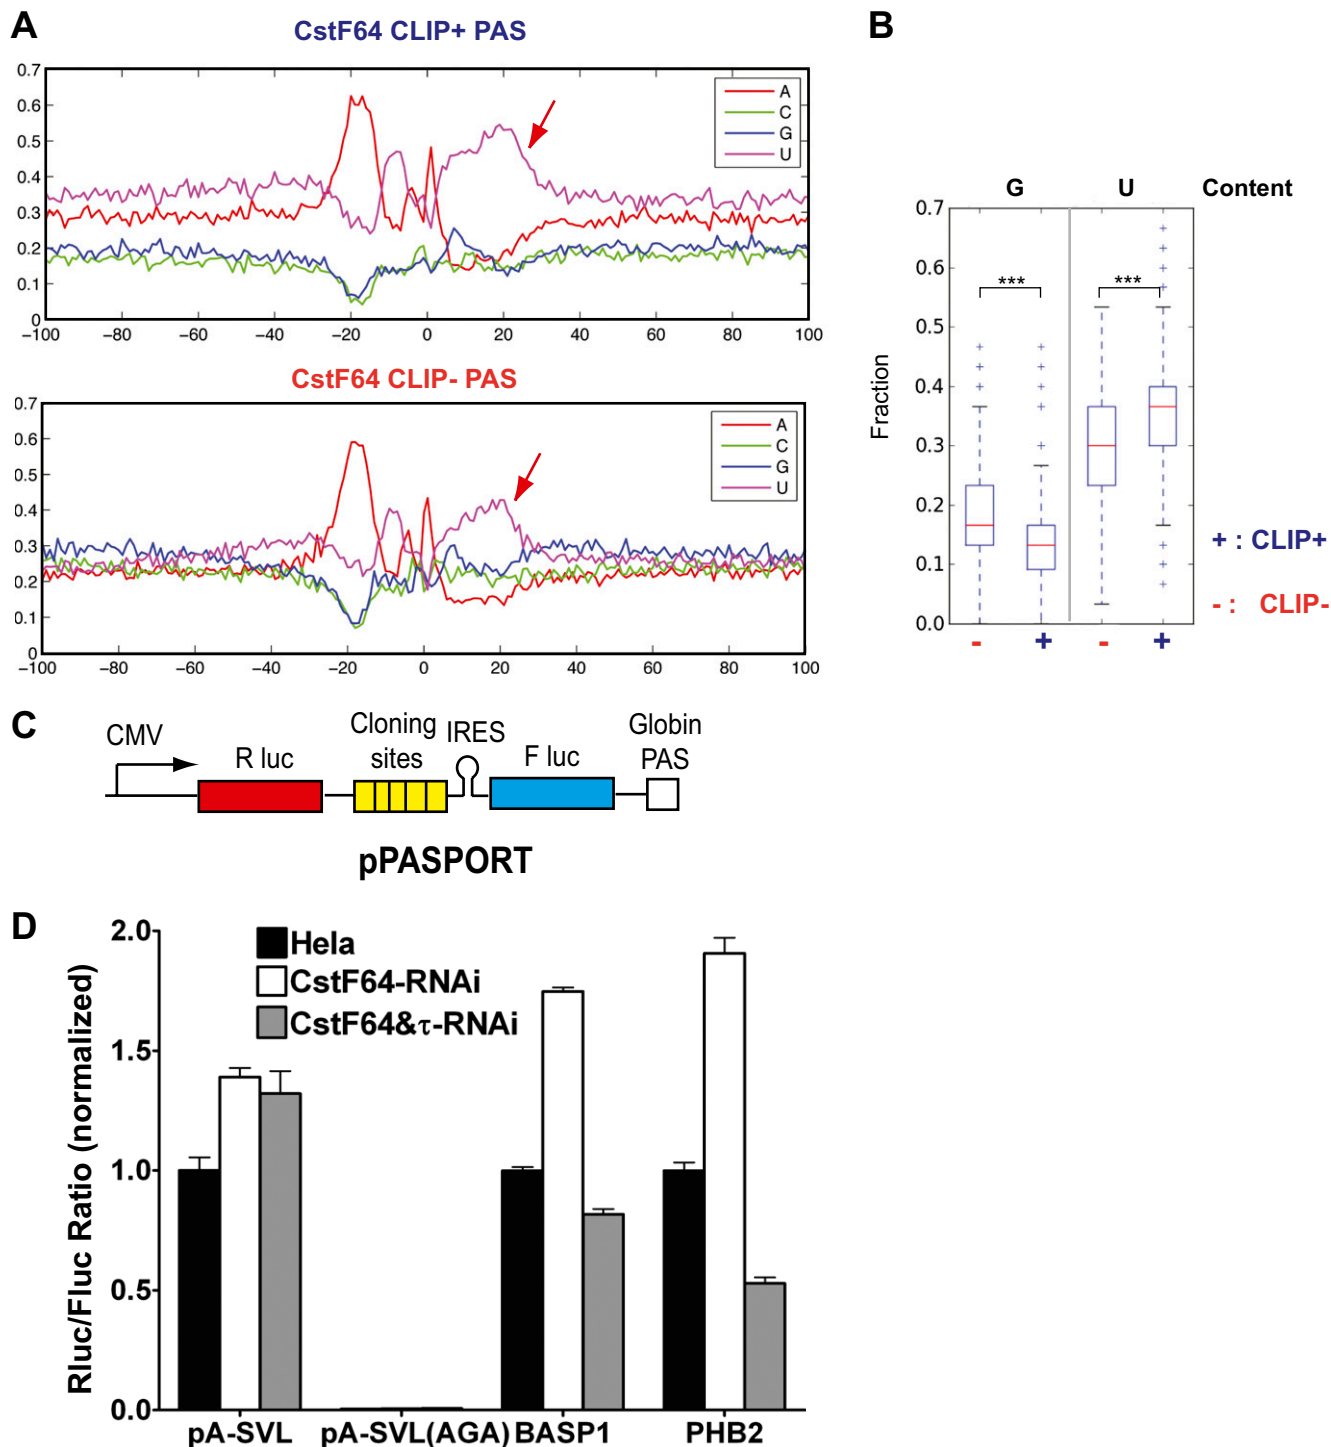 A
CstF64 CLIP+ PAS
0.7
0.6
0.5
0.4
0.3
0.2
0.1
0
−100 −80 −60 −40 −20 0 20 40 60 80 100
A
C
G
U
CstF64 CLIP- PAS
0.7
0.6
0.5
0.4
0.3
0.2
0.1
0
−100 −80 −60 −40 −20 0 20 40 60 80 100
A
C
G
U
B
G U Content
0.7
0.6
0.5
0.4
0.3
0.2
0.1
0.0
Fraction
*** ***
- + - +
+ : CLIP+
- : CLIP-
C
CMV
R luc
Cloning
sites
IRES
F luc
Globin
PAS
pPASPORT
D
Rluc/Fluc Ratio (normalized)
2.0
1.5
1.0
0.5
0.0
Hela
CstF64-RNAi
CstF64&τ-RNAi
pA-SVL pA-SVL(AGA) BASP1 PHB2